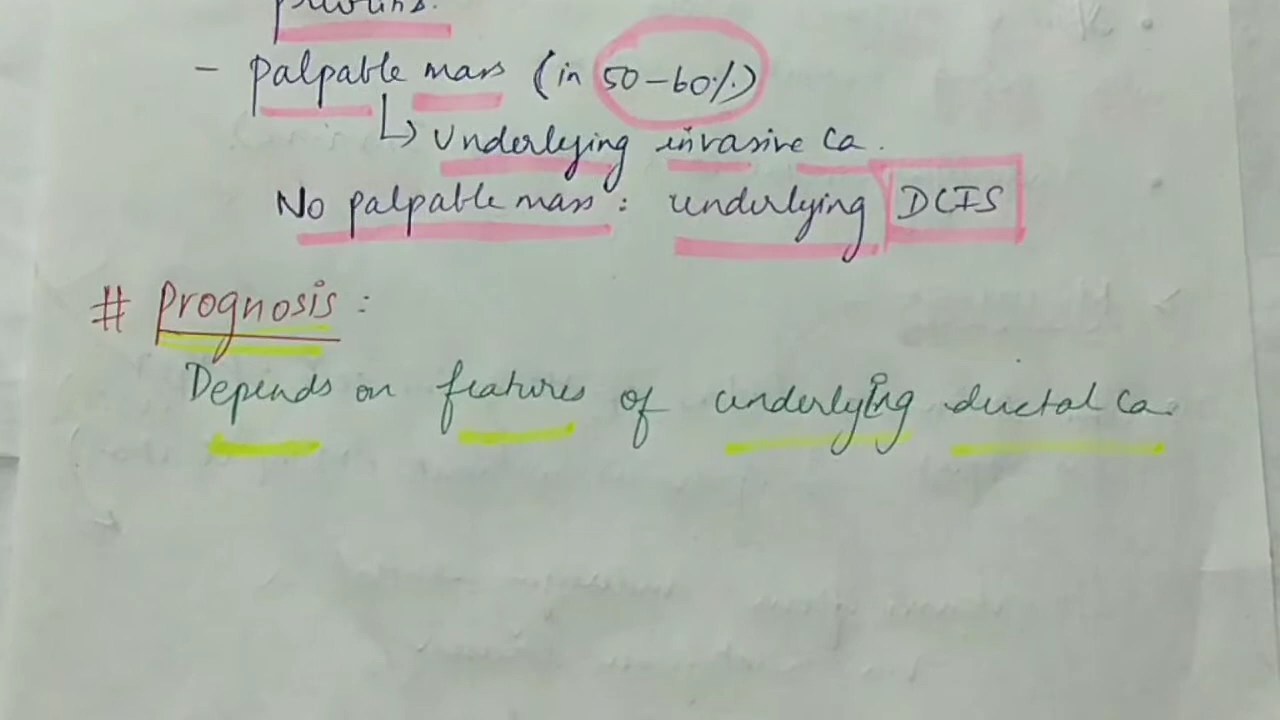 - Palpable mass (in 50-60%)
↳ Underlying invasive Ca.
No palpable mass : underlying DCIS
# Prognosis :
Depends on features of underlying ductal Ca.